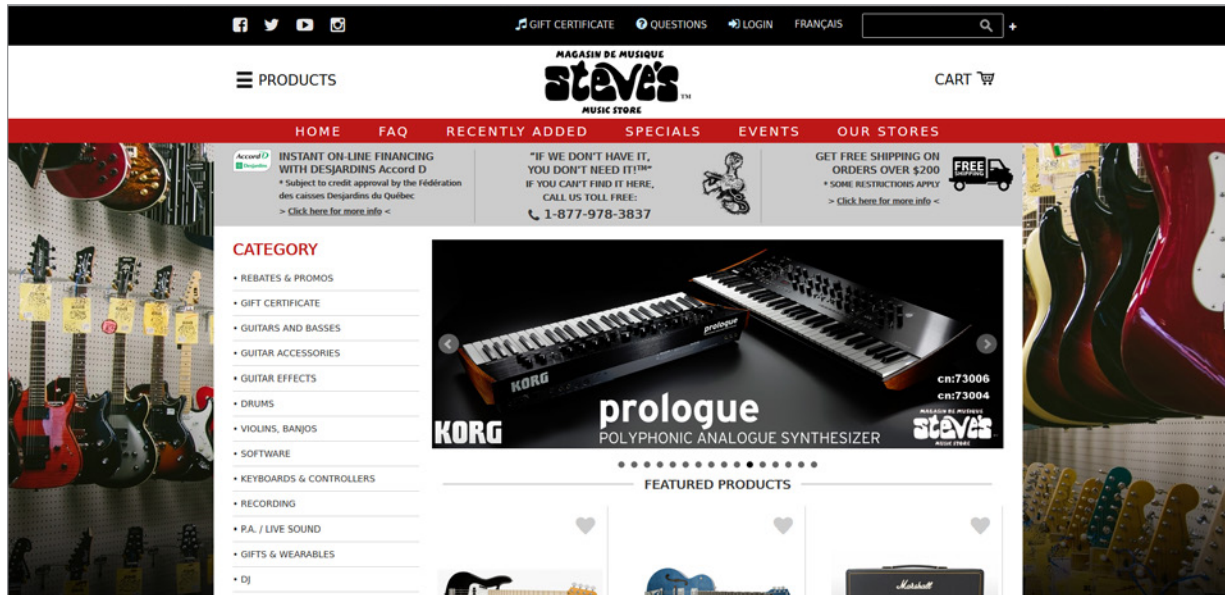 GIFT CERTIFICATE
QUESTIONS
LOGIN
FRANÇAIS
PRODUCTS
MAGASIN DE MUSIQUE
steve's TM
MUSIC STORE
CART
HOME
FAQ
RECENTLY ADDED
SPECIALS
EVENTS
OUR STORES
Accord D
Desjardins
INSTANT ON-LINE FINANCING
WITH DESJARDINS Accord D
* Subject to credit approval by the Fédération
des caisses Desjardins du Québec
> Click here for more info <
"IF WE DON'T HAVE IT,
YOU DON'T NEED IT!™"
IF YOU CAN'T FIND IT HERE,
CALL US TOLL FREE:
1-877-978-3837
GET FREE SHIPPING ON
ORDERS OVER $200
* SOME RESTRICTIONS APPLY
> Click here for more info <
FREE
SHIPPING
CATEGORY
• REBATES & PROMOS
• GIFT CERTIFICATE
• GUITARS AND BASSES
• GUITAR ACCESSORIES
• GUITAR EFFECTS
• DRUMS
• VIOLINS, BANJOS
• SOFTWARE
• KEYBOARDS & CONTROLLERS
• RECORDING
• P.A. / LIVE SOUND
• GIFTS & WEARABLES
• DJ
prologue
KORG
cn:73006
cn:73004
KORG
prologue
POLYPHONIC ANALOGUE SYNTHESIZER
MAGASIN DE MUSIQUE
steve's
MUSIC STORE
FEATURED PRODUCTS
Marshall